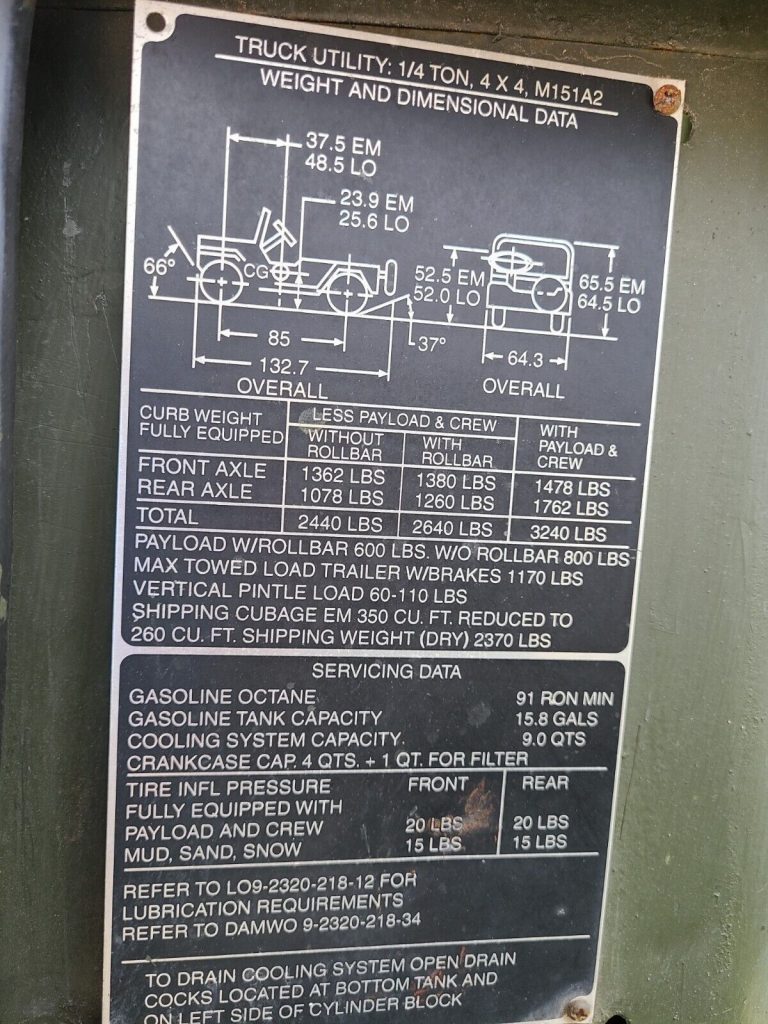 TRUCK UTILITY: 1/4 TON, 4 X 4, M151A2
WEIGHT AND DIMENSIONAL DATA
37.5 EM
48.5 LO
23.9 EM
25.6 LO
66°
CG
52.5 EM
52.0 LO
65.5 EM
64.5 LO
85
37°
64.3
132.7
OVERALL OVERALL
CURB WEIGHT
FULLY EQUIPPED
LESS PAYLOAD & CREW
WITHOUT
ROLLBAR
WITH
ROLLBAR
WITH
PAYLOAD &
CREW
FRONT AXLE 1362 LBS 1380 LBS 1478 LBS
REAR AXLE 1078 LBS 1260 LBS 1762 LBS
TOTAL 2440 LBS 2640 LBS 3240 LBS
PAYLOAD W/ROLLBAR 600 LBS. W/O ROLLBAR 800 LBS
MAX TOWED LOAD TRAILER W/BRAKES 1170 LBS
VERTICAL PINTLE LOAD 60-110 LBS
SHIPPING CUBAGE EM 350 CU. FT. REDUCED TO
260 CU. FT. SHIPPING WEIGHT (DRY) 2370 LBS
SERVICING DATA
GASOLINE OCTANE 91 RON MIN
GASOLINE TANK CAPACITY 15.8 GALS
COOLING SYSTEM CAPACITY. 9.0 QTS
CRANKCASE CAP. 4 QTS. + 1 QT. FOR FILTER
TIRE INFL PRESSURE FRONT REAR
FULLY EQUIPPED WITH
PAYLOAD AND CREW 20 LBS 20 LBS
MUD, SAND, SNOW 15 LBS 15 LBS
REFER TO LO9-2320-218-12 FOR
LUBRICATION REQUIREMENTS
REFER TO DAMWO 9-2320-218-34
TO DRAIN COOLING SYSTEM OPEN DRAIN
COCKS LOCATED AT BOTTOM TANK AND
ON LEFT SIDE OF CYLINDER BLOCK